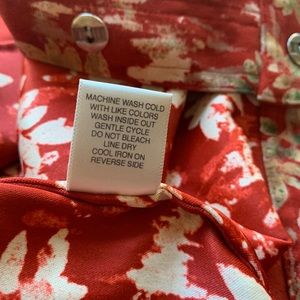 MACHINE WASH COLD
WITH LIKE COLORS
WASH INSIDE OUT
GENTLE CYCLE
DO NOT BLEACH
LINE DRY
COOL IRON ON
REVERSE SIDE